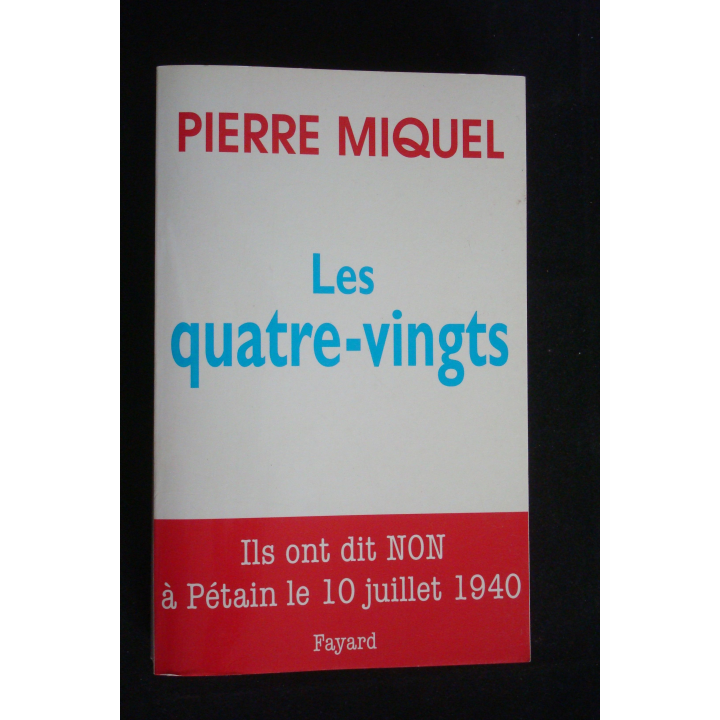 PIERRE MIQUEL
Les
quatre-vingts
Ils ont dit NON
à Pétain le 10 juillet 1940
Fayard